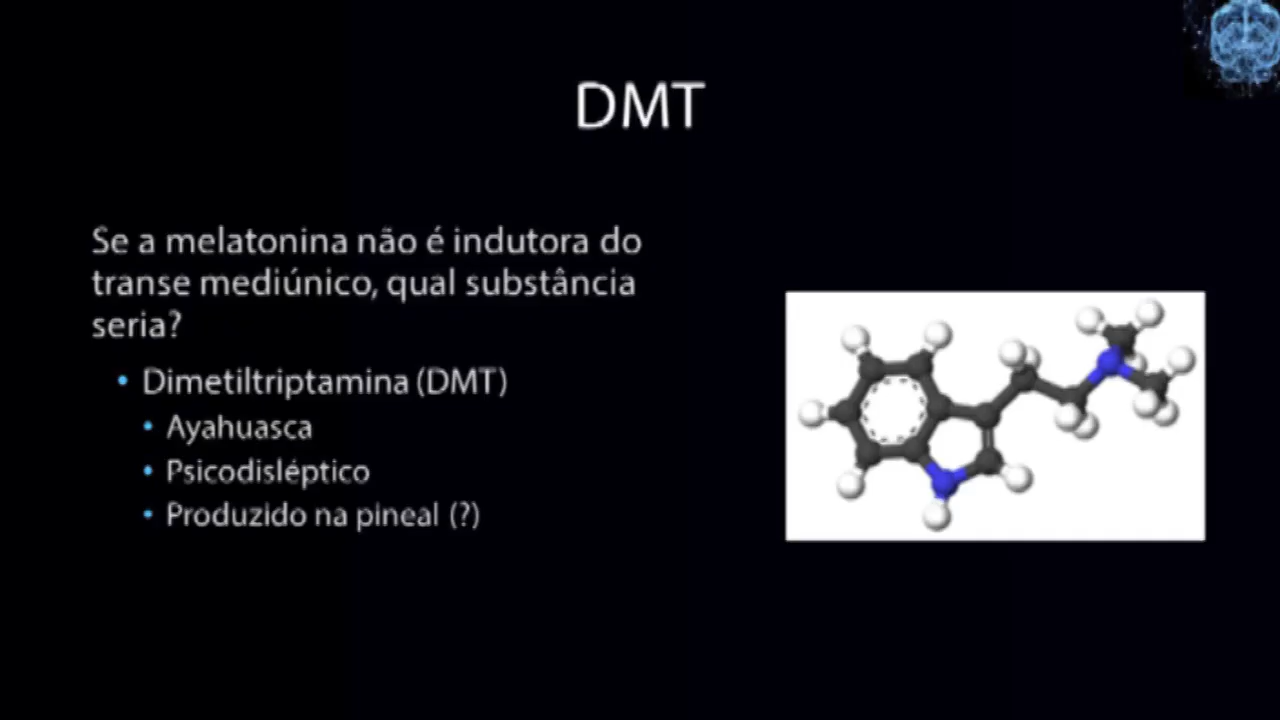 DMT
Se a melatonina não é indutora do
transe mediúnico, qual substância
seria?
• Dimetiltriptamina (DMT)
• Ayahuasca
• Psicodisléptico
• Produzido na pineal (?)